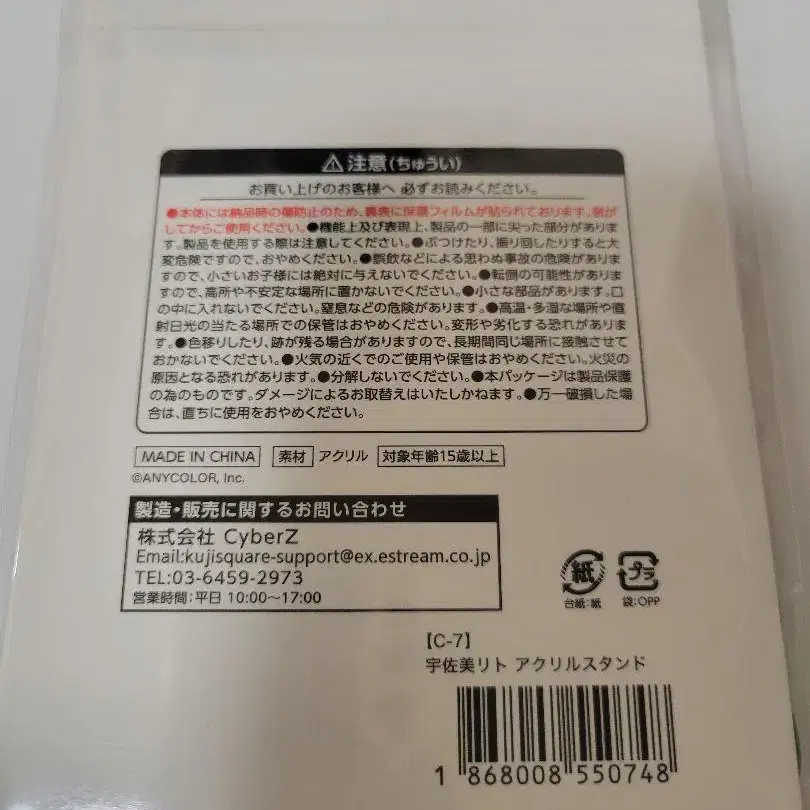 ⚠注意(ちゅうい)
お買い上げのお客様へ 必ずお読みください。
●本体には納品時の傷防止のため、裏表に保護フィルムが貼られております。剥が
してからご使用ください。●機能上及び表現上、製品の一部に尖った部分がありま
す。製品を使用する際は注意してください。●ぶつけたり、振り回したりすると大
変危険ですので、おやめください。●誤飲などによる思わぬ事故の危険がありま
すので、小さいお子様には絶対に与えないでください。●転倒の可能性がありま
すので、高所や不安定な場所に置かないでください。●小さな部品があります。口
の中に入れないでください。窒息などの危険があります。●高温・多湿な場所や直
射日光の当たる場所での保管はおやめください。変形や劣化する恐れがありま
す。●色移りしたり、跡が残る場合がありますので、長期間同じ場所に接触させて
おかないでください。●火気の近くでのご使用や保管はおやめください。火災の
原因となる恐れがあります。●分解しないでください。●本パッケージは製品保護
の為のものです。ダメージによるお取替えはいたしかねます。●万一破損した場
合は、直ちに使用をおやめください。
MADE IN CHINA 素材 アクリル 対象年齢15歳以上
©ANYCOLOR, Inc.
製造・販売に関するお問い合わせ
株式会社 CyberZ
Email:kujisquare-support@ex.estream.co.jp
TEL:03-6459-2973
営業時間:平日 10:00〜17:00
紙 プラ
台紙:紙 袋:OPP
【C-7】
宇佐美リト アクリルスタンド
1 868008 550748